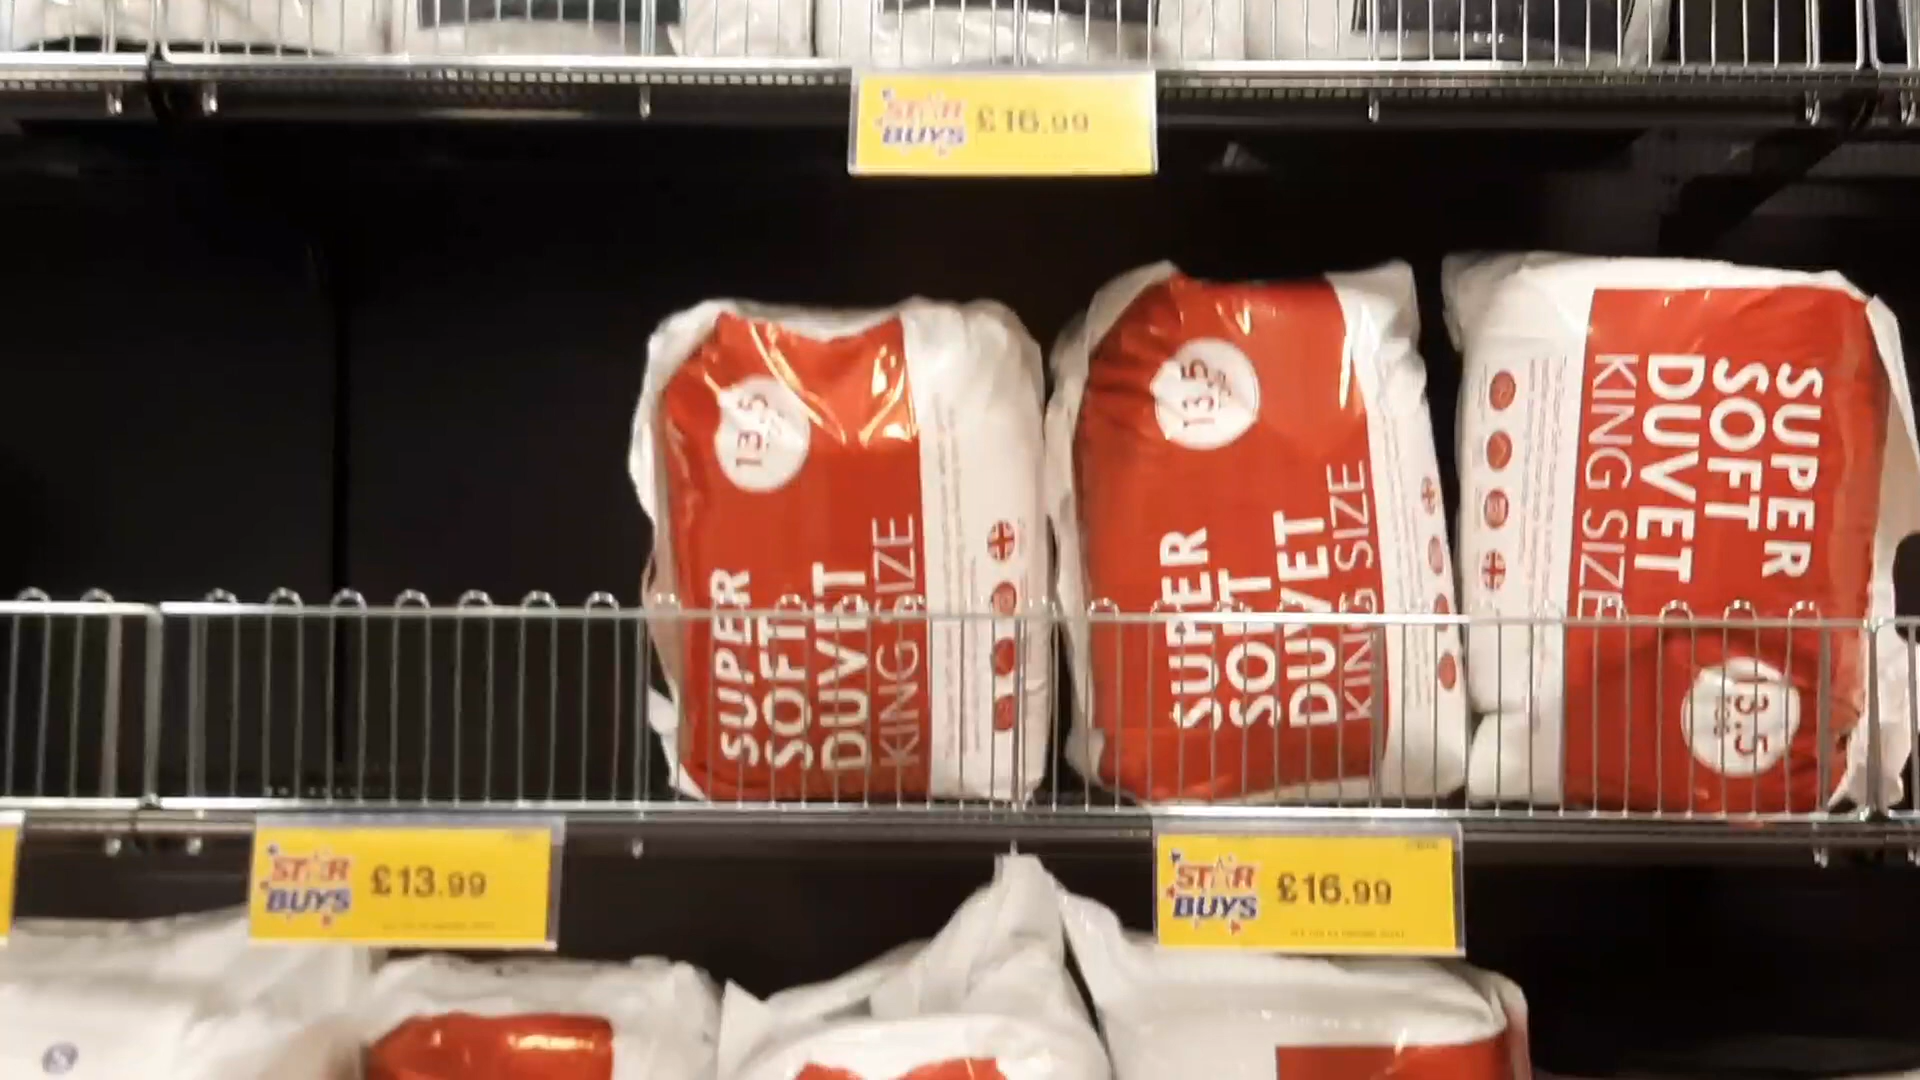 STAR
BUYS
£16.99
13.5
SUPER
SOFT
DUVET
KING SIZE
13.5
SUPER
SOFT
DUVET
KING SIZE
SUPER
SOFT
DUVET
KING SIZE
13.5
STAR
BUYS
£13.99
STAR
BUYS
£16.99